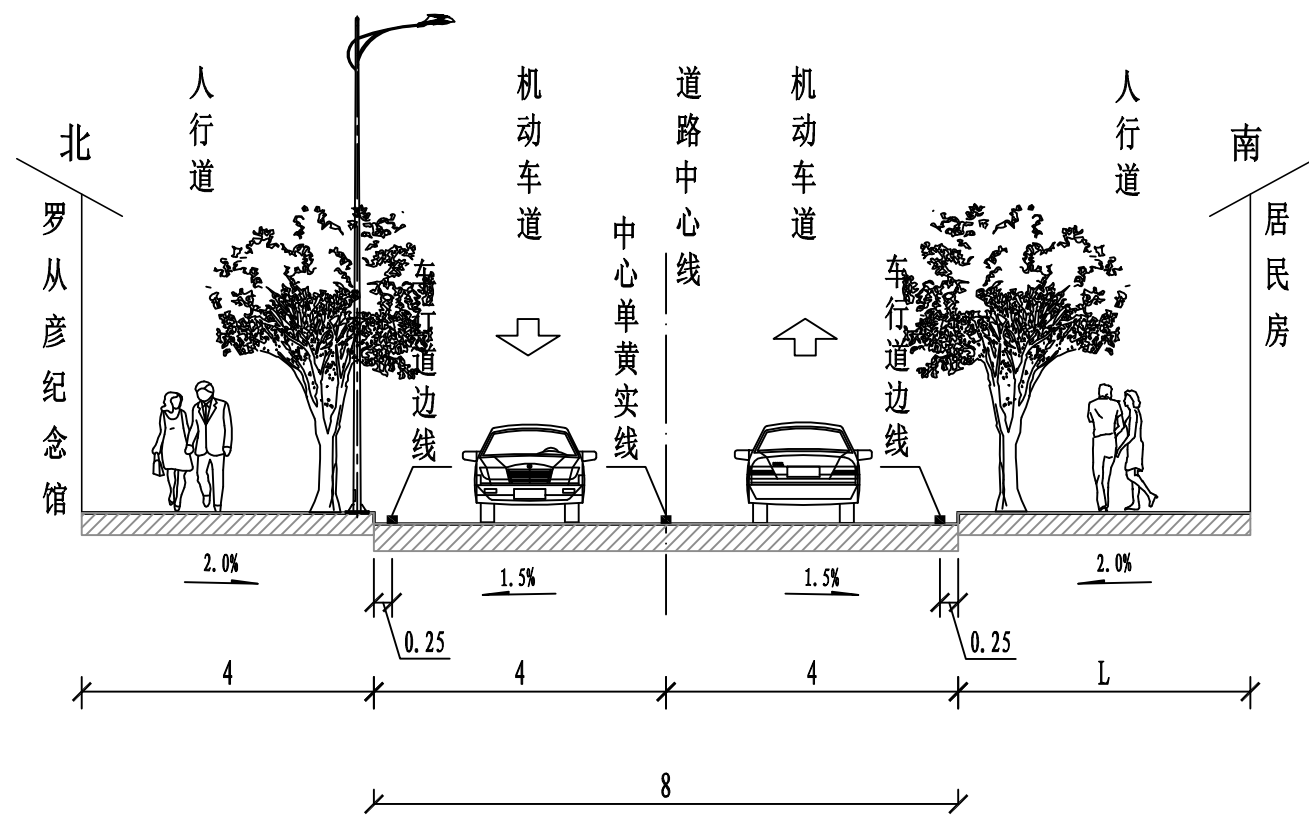 北
罗从彦纪念馆
人行道
机动车道
车行道边线
中心单黄实线
道路中心线
机动车道
车行道边线
人行道
南
居民房
2.0%
1.5%
1.5%
2.0%
0.25
0.25
4
4
4
L
8